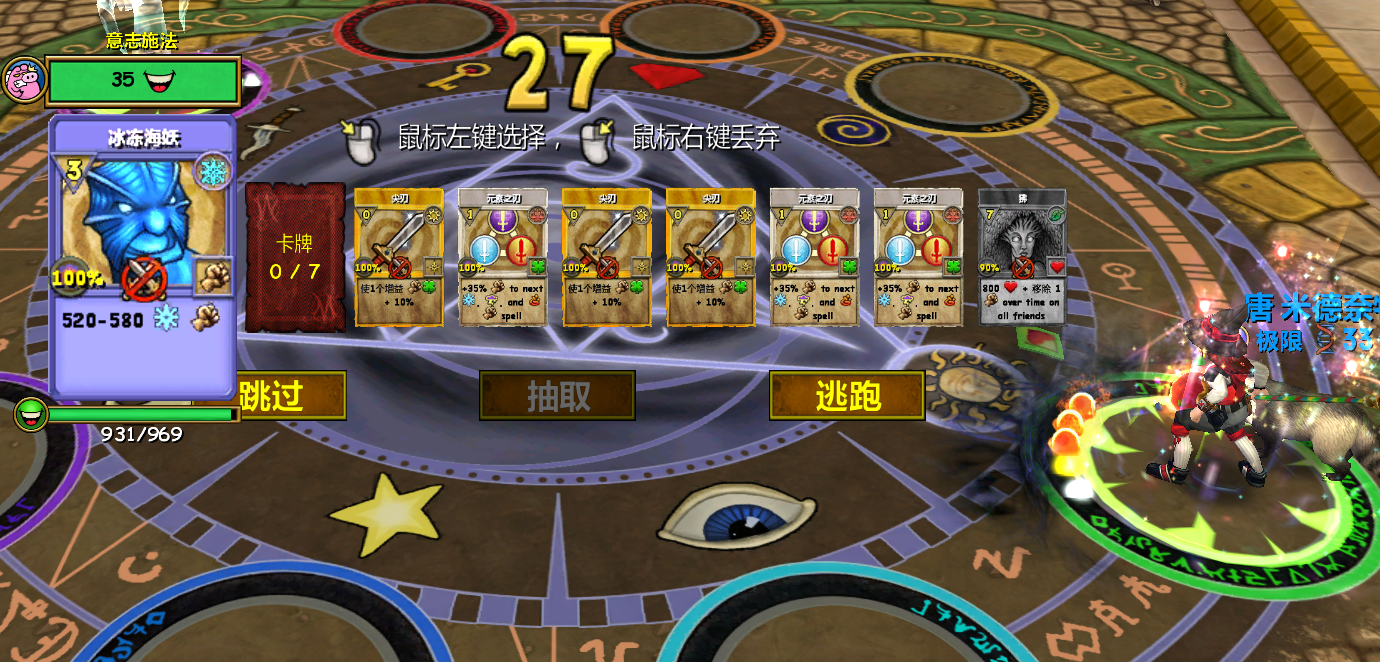 意志施法
35
27
鼠标左键选择， 鼠标右键丢弃
冰冻海妖
3
100%
520-580
卡牌
0 / 7
尖刃
0
100%
使1个增益
+ 10%
元素之刃
1
100%
+35% to next
and
spell
尖刃
0
100%
使1个增益
+ 10%
尖刃
0
100%
使1个增益
+ 10%
元素之刃
1
100%
+35% to next
and
spell
元素之刃
1
100%
+35% to next
and
spell
7
90%
800 + 移除 1
over time on
all friends
唐 米德奈
极限 33
跳过
抽取
逃跑
931/969